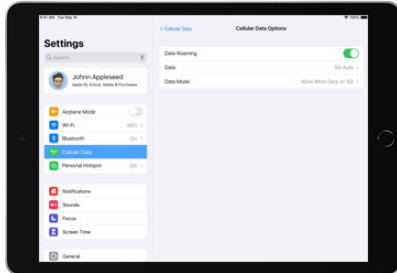 9:41 AM Tue Sep 14
100%
Settings
Search
Johnn Appleseed
Apple ID, iCloud, Media & Purchases
Airplane Mode
Wi-Fi WiFi
Bluetooth On
Cellular Data
Personal Hotspot Off
Notifications
Sounds
Focus
Screen Time
General
Cellular Data
Cellular Data Options
Data Roaming
Data 5G Auto
Data Mode Allow More Data on 5G